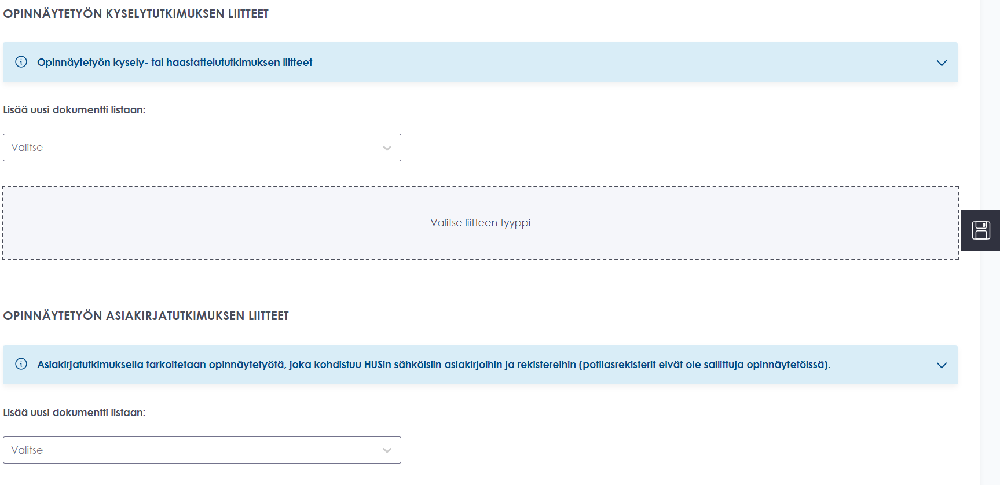 OPINNÄYTETYÖN KYSELYTUTKIMUKSEN LIITTEET
Opinnäytetyön kysely- tai haastattelututkimuksen liitteet
Lisää uusi dokumentti listaan:
Valitse
Valitse liitteen tyyppi
OPINNÄYTETYÖN ASIAKIRJATUTKIMUKSEN LIITTEET
Asiakirjatutkimuksella tarkoitetaan opinnäytetyötä, joka kohdistuu HUSin sähköisiin asiakirjoihin ja rekistereihin (potilasrekisterit eivät ole sallittuja opinnäytetöissä).
Lisää uusi dokumentti listaan:
Valitse